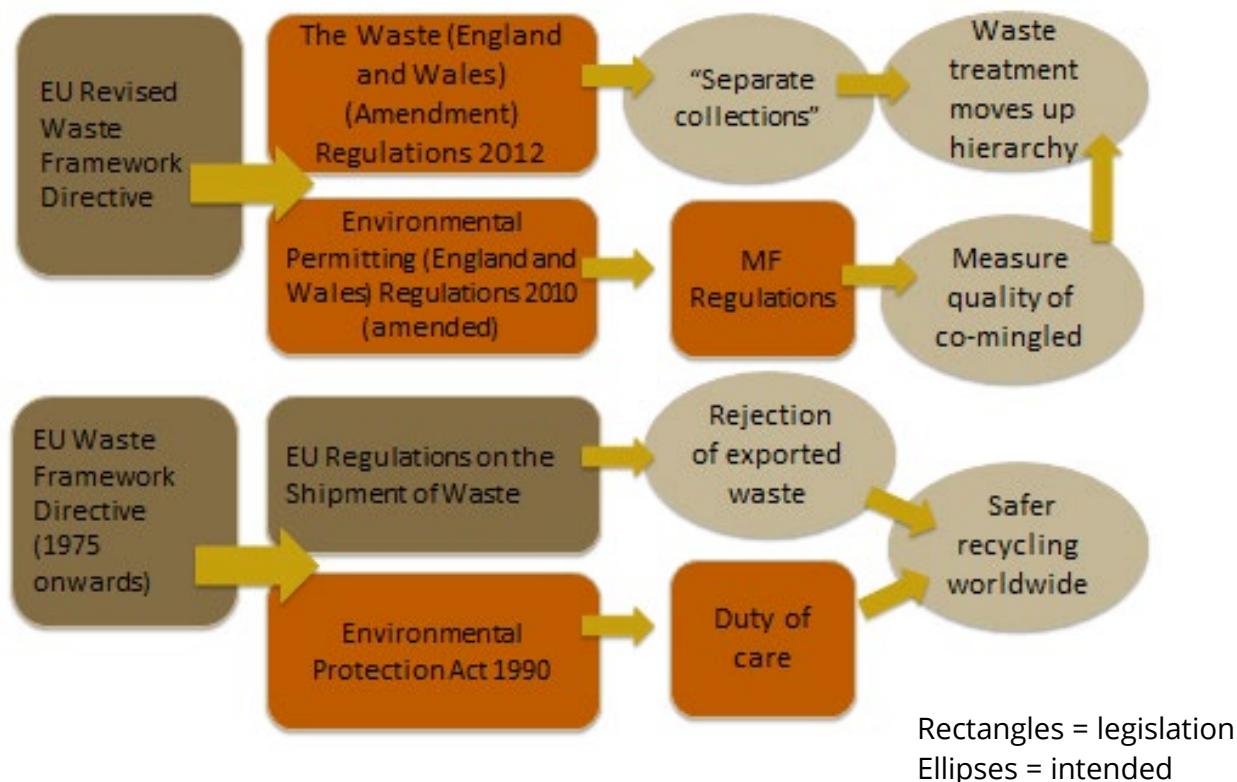 EU Revised
Waste
Framework
Directive
The Waste (England
and Wales)
(Amendment)
Regulations 2012
"Separate
collections"
Waste
treatment
moves up
hierarchy
Environmental
Permitting (England and
Wales) Regulations 2010
(amended)
MF
Regulations
Measure
quality of
co-mingled
EU Waste
Framework
Directive
(1975
onwards)
EU Regulations on the
Shipment of Waste
Rejection
of exported
waste
Safer
recycling
worldwide
Environmental
Protection Act 1990
Duty of
care
Rectangles = legislation
Ellipses = intended